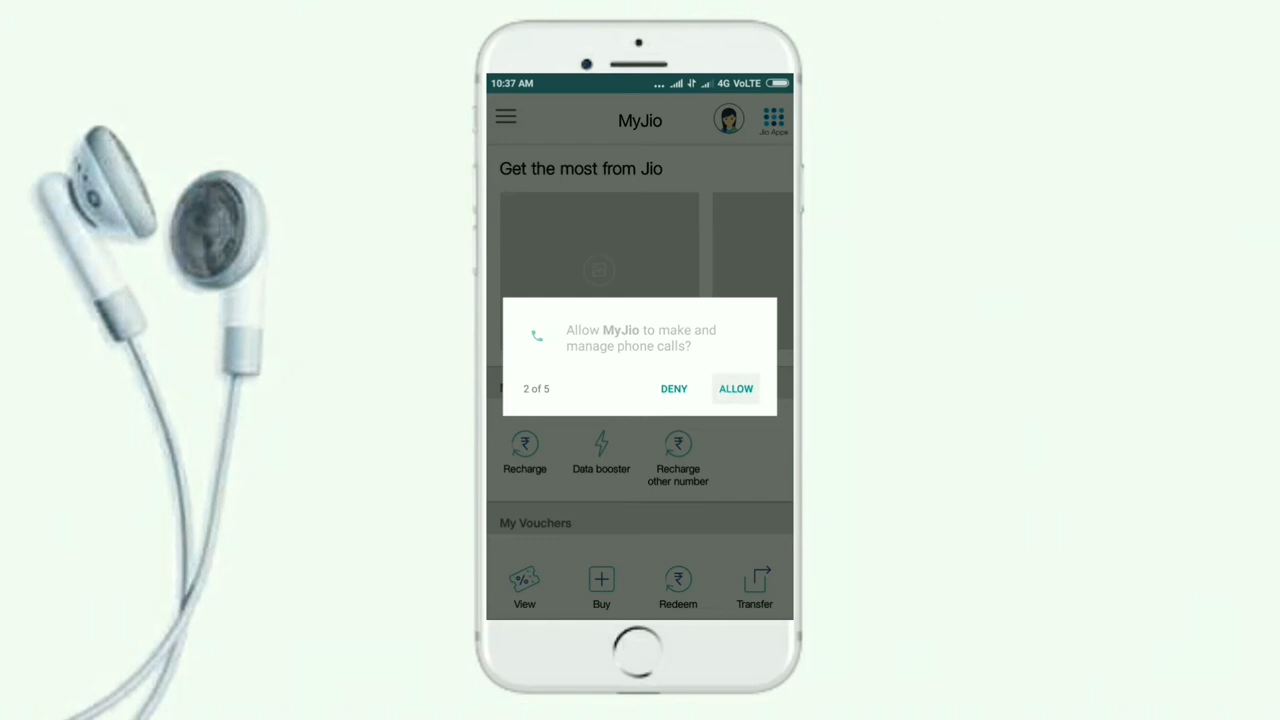 10:37 AM
4G VoLTE
MyJio
Jio Apps
Get the most from Jio
Allow MyJio to make and
manage phone calls?
2 of 5
DENY
ALLOW
Recharge
Data booster
Recharge
other number
My Vouchers
View
Buy
Redeem
Transfer